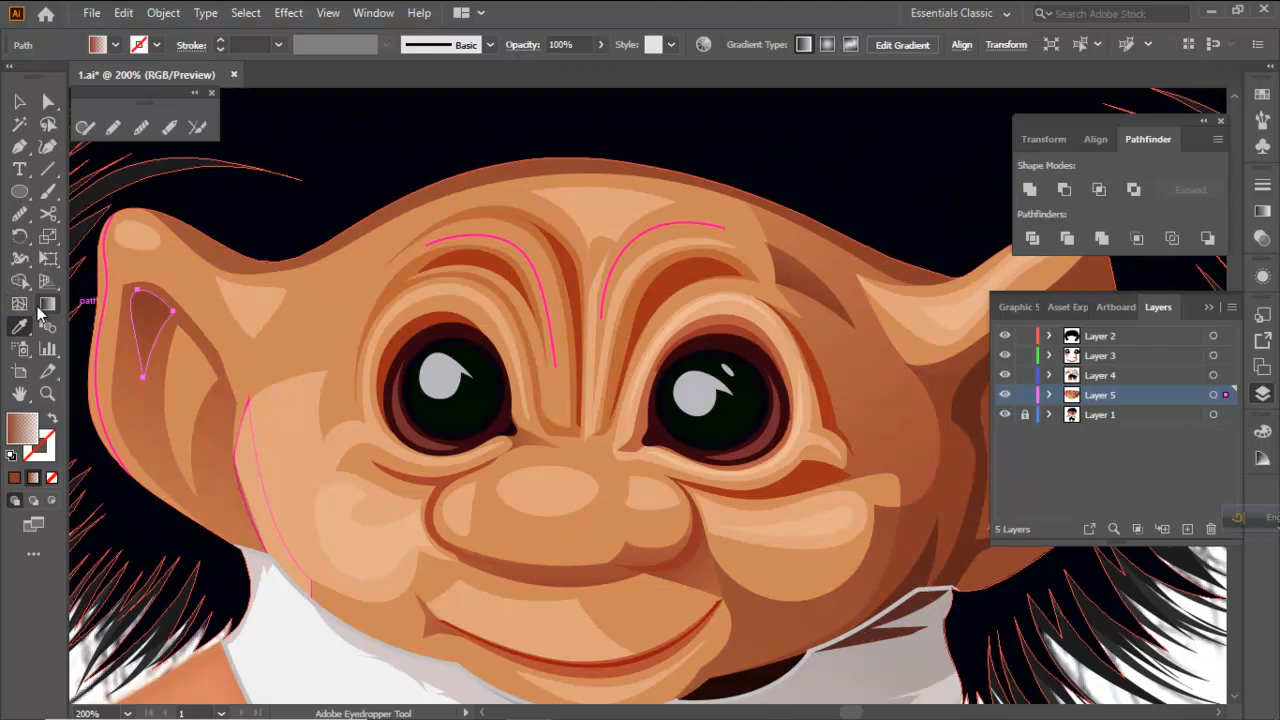 Ai File Edit Object Type Select Effect View Window Help Essentials Classic Search Adobe Stock
Path Stroke: Basic Opacity: 100% Style: Gradient Type: Edit Gradient Align Transform
1.ai* @ 200% (RGB/Preview)
Transform Align Pathfinder
Shape Modes:
Expand
Pathfinders:
path
Graphic S Asset Exp Artboard Layers
Layer 2
Layer 3
Layer 4
Layer 5
Layer 1
5 Layers
200% 1 Adobe Eyedropper Tool